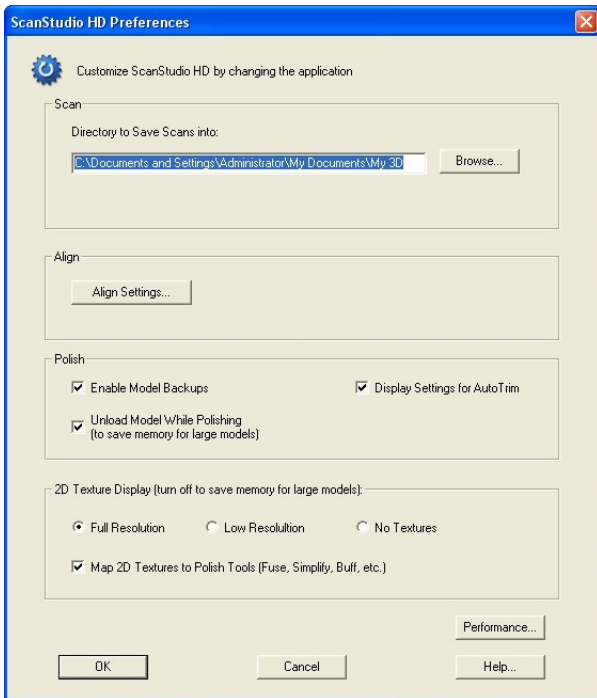 ScanStudio HD Preferences
Customize ScanStudio HD by changing the application
Scan
Directory to Save Scans into:
C:\Documents and Settings\Administrator\My Documents\My 3D
Browse...
Align
Align Settings...
Polish
Enable Model Backups
Display Settings for AutoTrim
Unload Model While Polishing
(to save memory for large models)
2D Texture Display (turn off to save memory for large models):
Full Resolution
Low Resolultion
No Textures
Map 2D Textures to Polish Tools (Fuse, Simplify, Buff, etc.)
Performance...
OK
Cancel
Help...